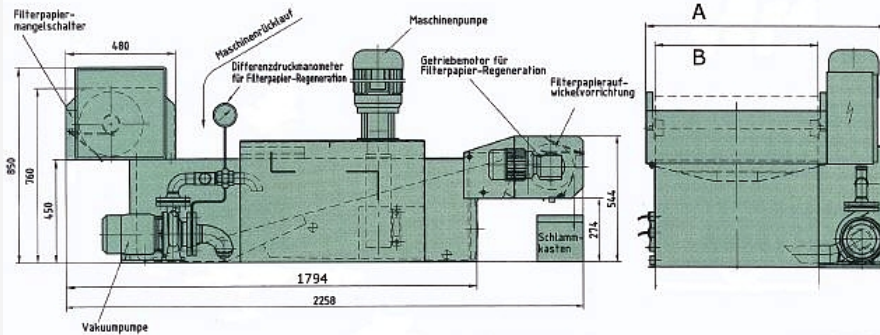 Filterpapier-
mangelschalter
480
Maschinenrücklauf
Differenzdruckmanometer
für Filterpapier-Regeneration
Maschinenpumpe
Getriebemotor für
Filterpapier-Regeneration
Filterpapierauf-
wickelvorrichtung
A
B
850
760
450
544
274
Schlamm-
kasten
1794
2258
Vakuumpumpe